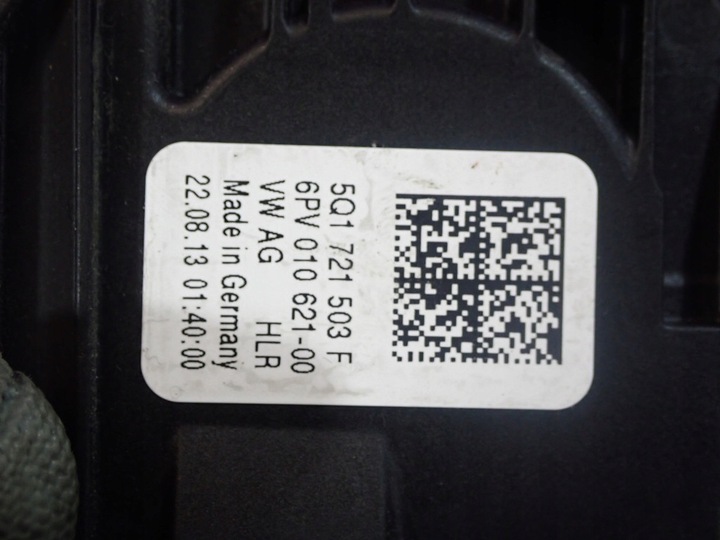 5Q1 721 503 F
6PV 010 621-00
VW AG HLR
Made in Germany
22.08.13 01:40:00